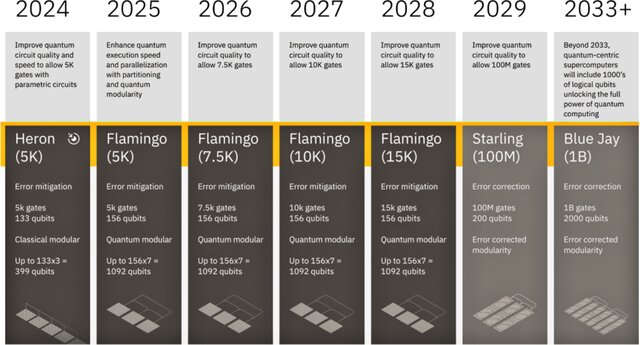 2024
Improve quantum
circuit quality and
speed to allow 5K
gates with
parametric circuits
Heron
(5K)
Error mitigation
5k gates
133 qubits
Classical modular
Up to 133x3 =
399 qubits
2025
Enhance quantum
execution speed
and parallelization
with partitioning
and quantum
modularity
Flamingo
(5K)
Error mitigation
5k gates
156 qubits
Quantum modular
Up to 156x7 =
1092 qubits
2026
Improve quantum
circuit quality to
allow 7.5K gates
Flamingo
(7.5K)
Error mitigation
7.5k gates
156 qubits
Quantum modular
Up to 156x7 =
1092 qubits
2027
Improve quantum
circuit quality to
allow 10K gates
Flamingo
(10K)
Error mitigation
10k gates
156 qubits
Quantum modular
Up to 156x7 =
1092 qubits
2028
Improve quantum
circuit quality to
allow 15K gates
Flamingo
(15K)
Error mitigation
15k gates
156 qubits
Quantum modular
Up to 156x7 =
1092 qubits
2029
Improve quantum
circuit quality to
allow 100M gates
Starling
(100M)
Error correction
100M gates
200 qubits
Error corrected
modularity
2033+
Beyond 2033,
quantum-centric
supercomputers
will include 1000's
of logical qubits
unlocking the full
power of quantum
computing
Blue Jay
(1B)
Error correction
1B gates
2000 qubits
Error corrected
modularity